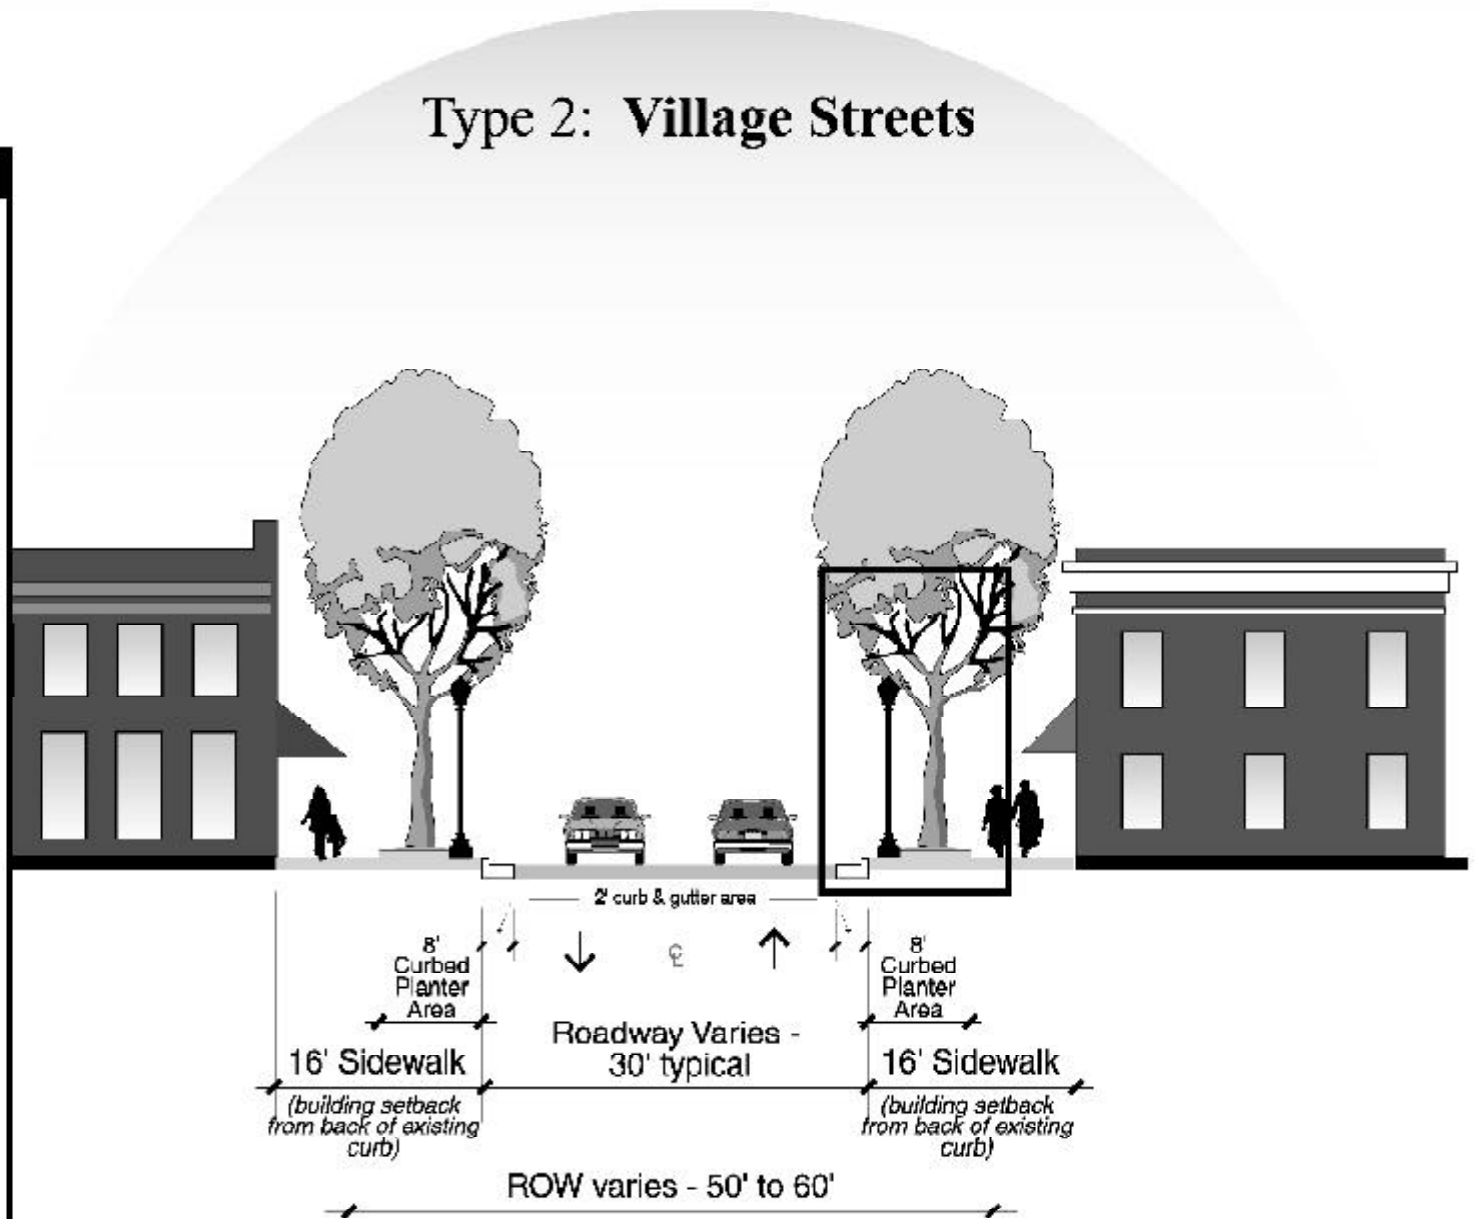 Type 2: Village Streets
2' curb & gutter area
8'
Curbed
Planter
Area
℄
8'
Curbed
Planter
Area
Roadway Varies -
30' typical
16' Sidewalk
16' Sidewalk
(building setback
from back of existing
curb)
(building setback
from back of existing
curb)
ROW varies - 50' to 60'